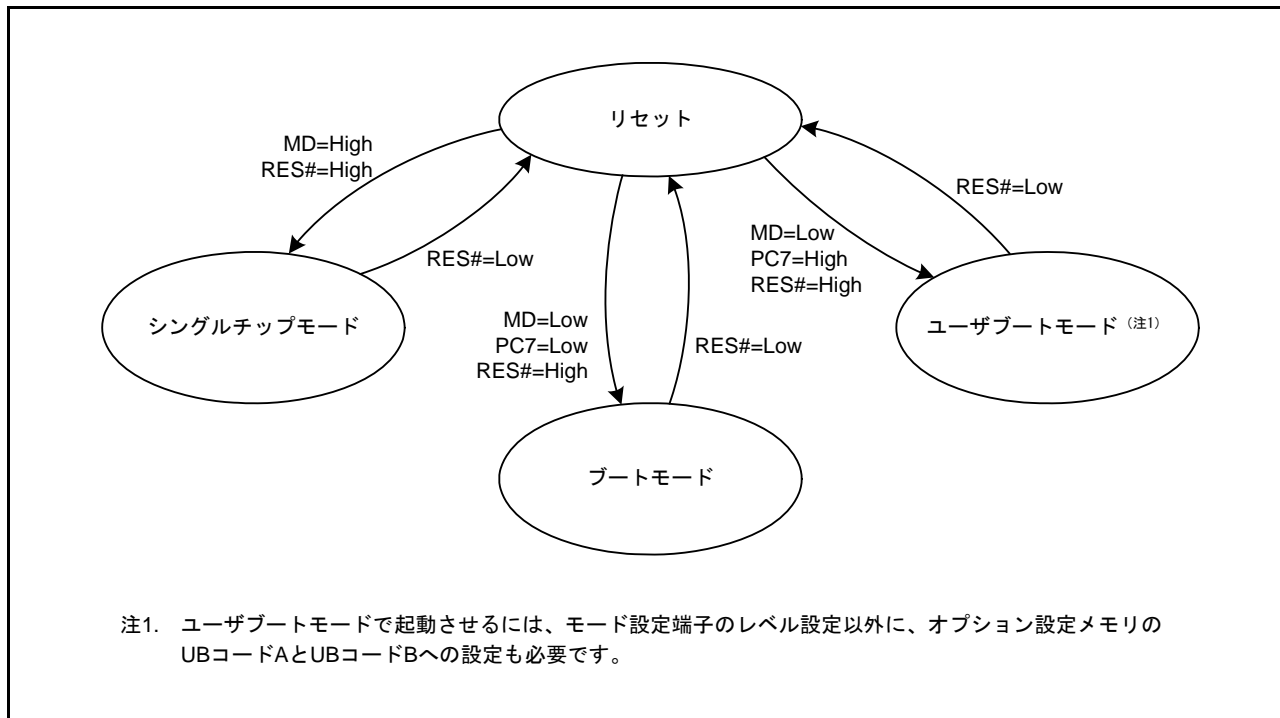 リセット
MD=High
RES#=High
RES#=Low
RES#=Low
MD=Low
PC7=High
RES#=High
シングルチップモード
MD=Low
PC7=Low
RES#=High
RES#=Low
ユーザブートモード（注1）
ブートモード
注1. ユーザブートモードで起動させるには、モード設定端子のレベル設定以外に、オプション設定メモリの
UBコードAとUBコードBへの設定も必要です。